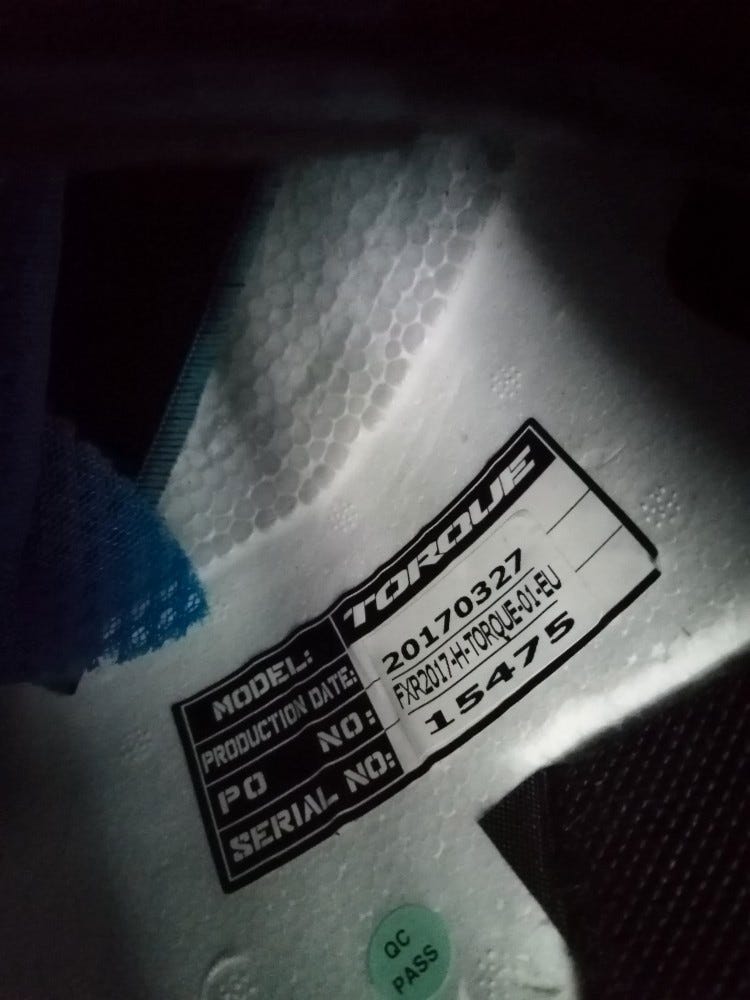 MODEL: TORQUE
PRODUCTION DATE: 20170327
PO NO: FXR2017-H-TORQUE-01-EU
SERIAL NO: 15475
QC
PASS